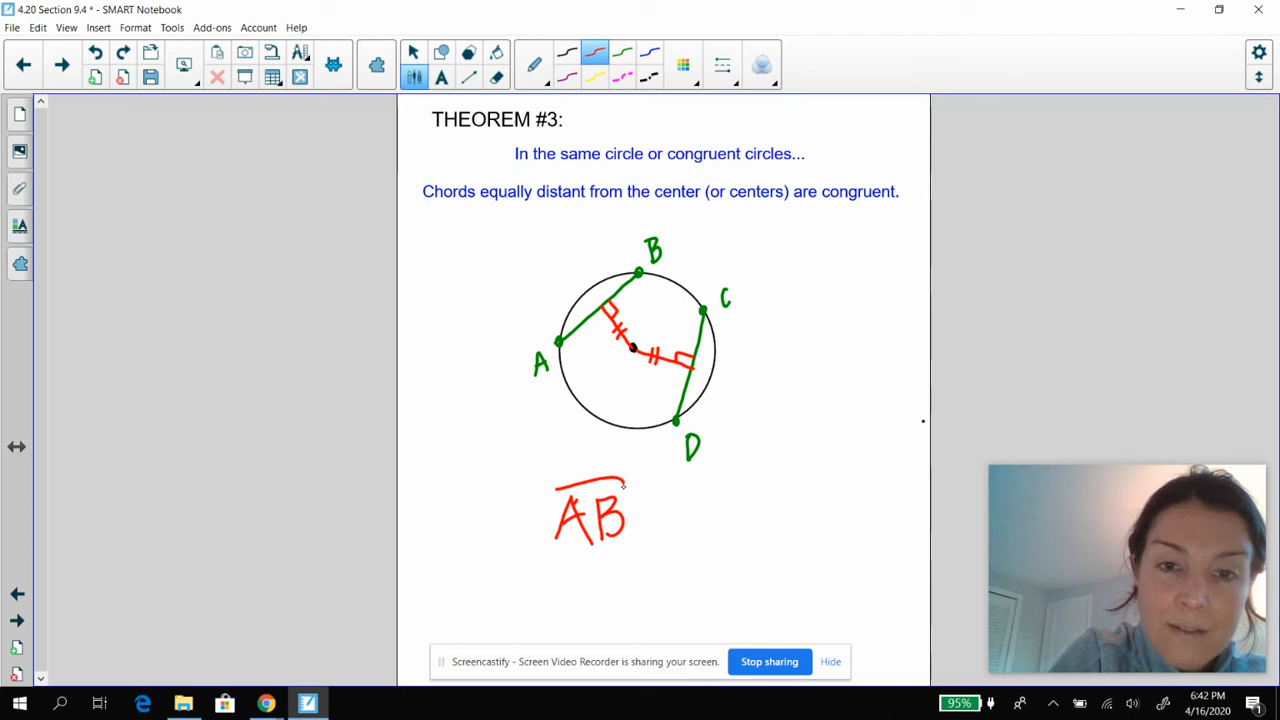 4.20 Section 9.4 * - SMART Notebook
File Edit View Insert Format Tools Add-ons Account Help
THEOREM #3:
In the same circle or congruent circles...
Chords equally distant from the center (or centers) are congruent.
B
C
A
D
AB
Screencastify - Screen Video Recorder is sharing your screen. Stop sharing Hide
95% 6:42 PM
4/16/2020